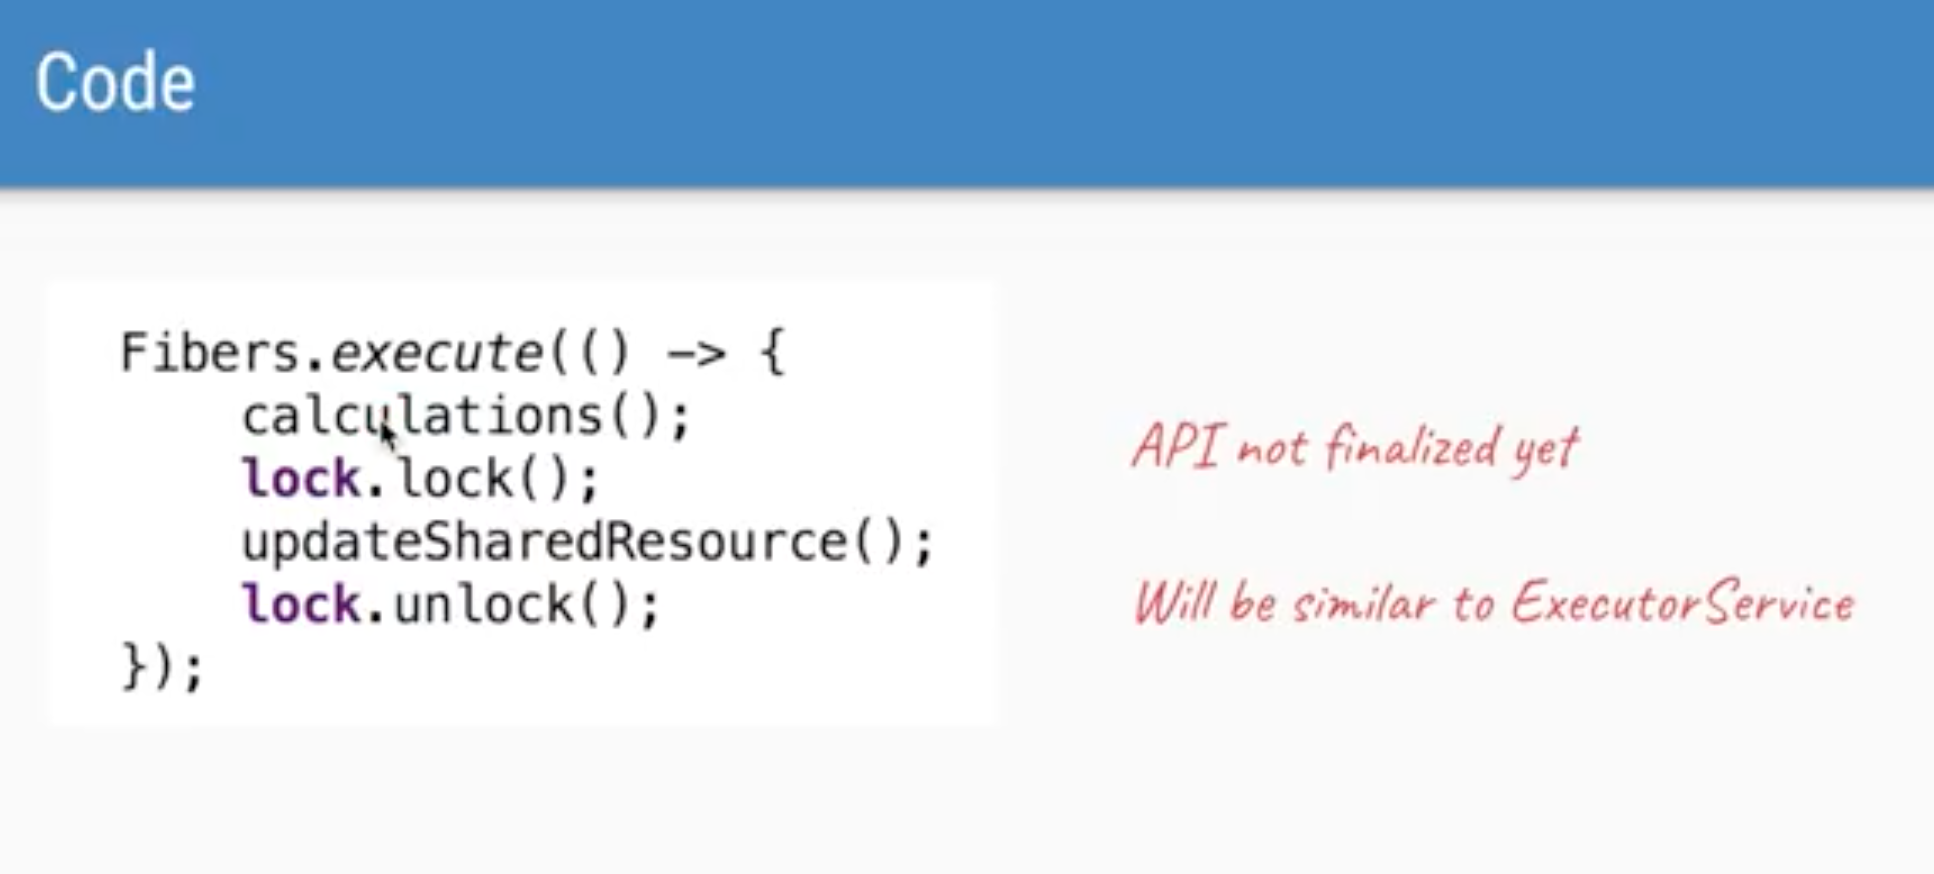 Code
Fibers.execute(() -> {
calculations();
lock.lock();
updateSharedResource();
lock.unlock();
});
API not finalized yet
Will be similar to ExecutorService